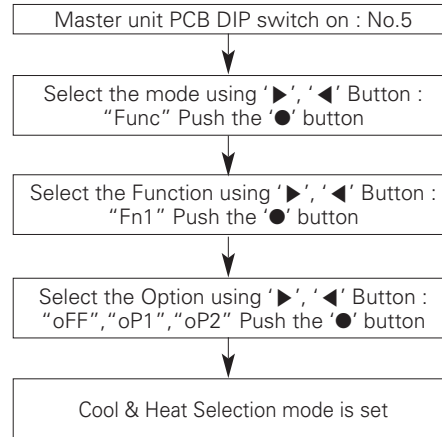 Master unit PCB DIP switch on : No.5
Select the mode using ‘▶’, ‘◀’ Button :
“Func” Push the ‘●’ button
Select the Function using ‘▶’, ‘◀’ Button :
“Fn1” Push the ‘●’ button
Select the Option using ‘▶’, ‘◀’ Button :
“oFF”,“oP1”,“oP2” Push the ‘●’ button
Cool & Heat Selection mode is set